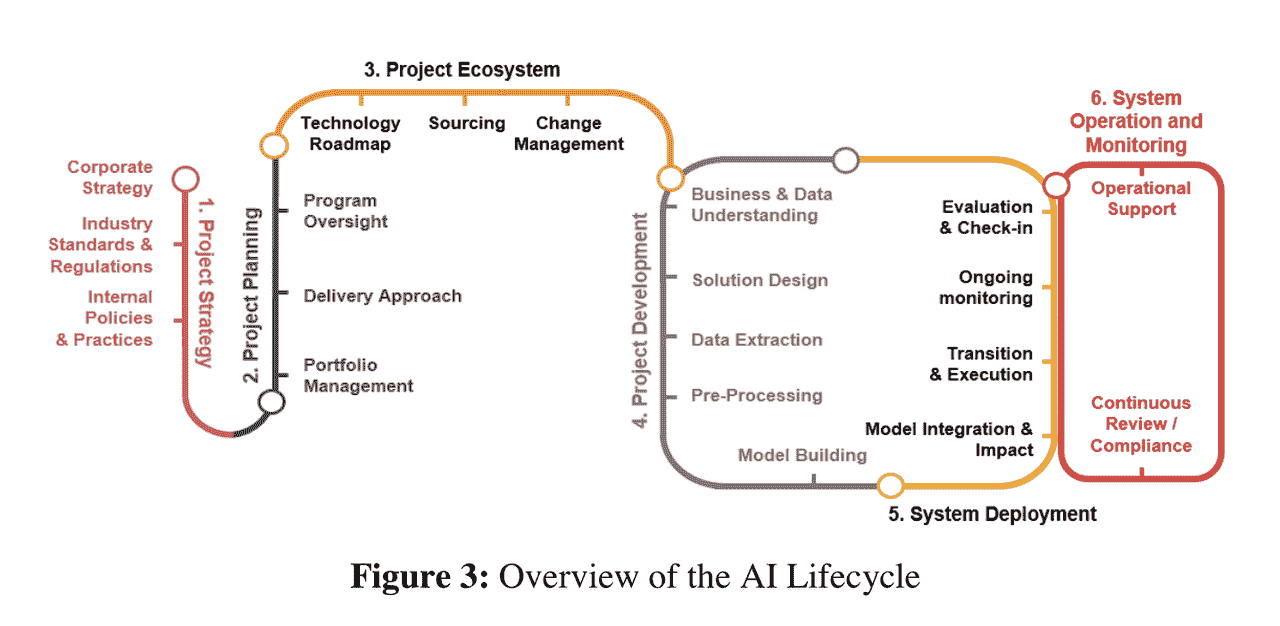 3. Project Ecosystem
Technology
Roadmap
Sourcing
Change
Management
Corporate
Strategy
Industry
Standards &
Regulations
Internal
Policies
& Practices
1. Project Strategy
2. Project Planning
Program
Oversight
Delivery Approach
Portfolio
Management
4. Project Development
Business & Data
Understanding
Solution Design
Data Extraction
Pre-Processing
Model Building
Evaluation
& Check-in
Ongoing
monitoring
Transition
& Execution
Model Integration &
Impact
5. System Deployment
6. System
Operation and
Monitoring
Operational
Support
Continuous
Review /
Compliance
Figure 3: Overview of the AI Lifecycle